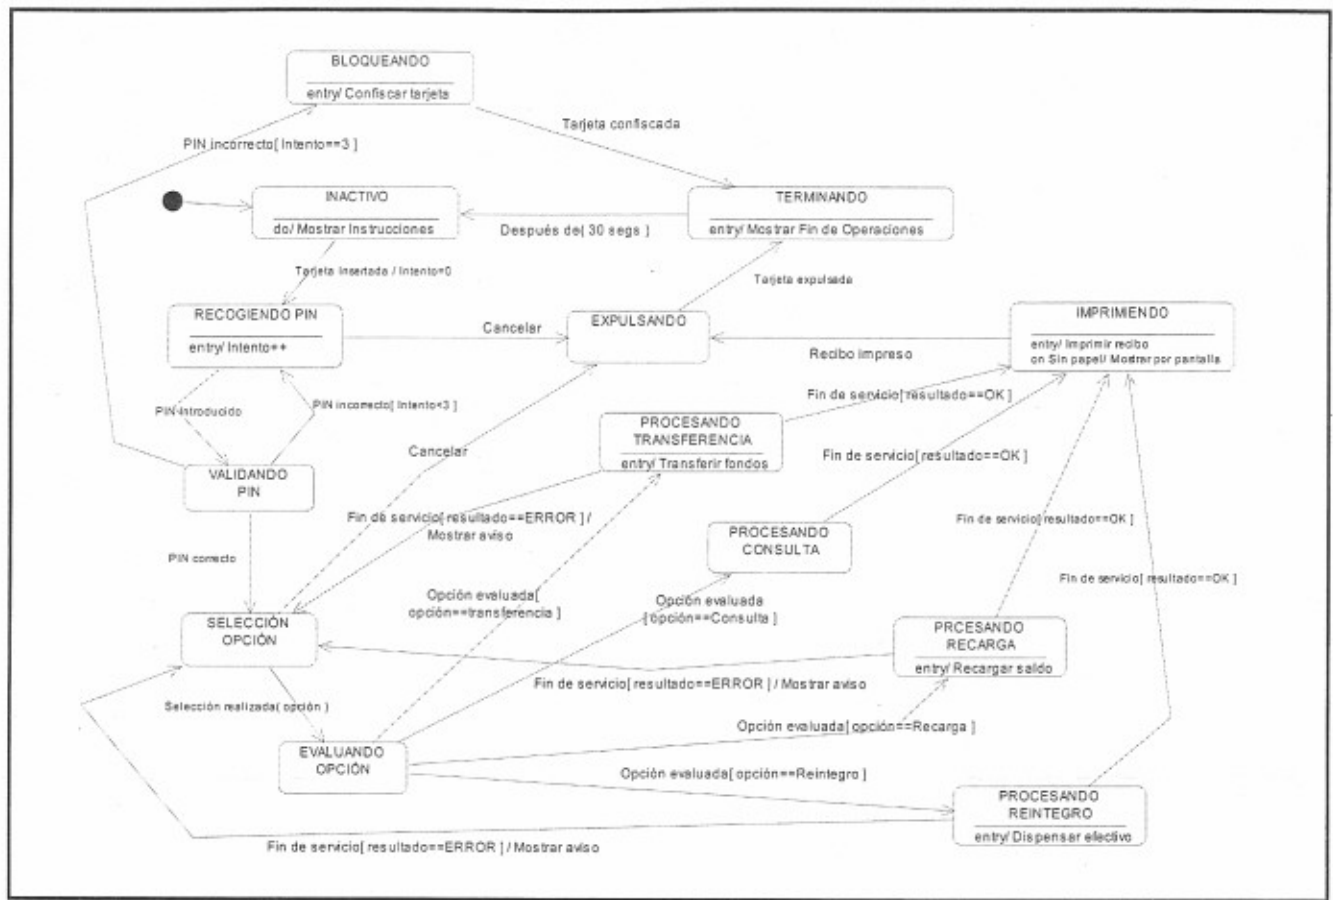 BLOQUEANDO
entry/ Confiscar tarjeta
Tarjeta confiscada
PIN incorrecto[ Intento==3 ]
INACTIVO
do/ Mostrar Instrucciones
TERMINANDO
entry/ Mostrar Fin de Operaciones
Después de( 30 segs )
Tarjeta Insertada / Intento=0
Tarjeta expulsada
RECOGIENDO PIN
entry/ Intento++
Cancelar
EXPULSANDO
IMPRIMIENDO
entry/ Imprimir recibo
on Sin papel/ Mostrar por pantalla
Recibo impreso
Fin de servicio[ resultado==OK ]
PIN introducido
PIN incorrecto[ Intento<3 ]
PROCESANDO
TRANSFERENCIA
entry/ Transferir fondos
Cancelar
Fin de servicio[ resultado==OK ]
VALIDANDO
PIN
Fin de servicio[ resultado==ERROR ] /
Mostrar aviso
PROCESANDO
CONSULTA
Fin de servicio[ resultado==OK ]
PIN correcto
Fin de servicio[ resultado==OK ]
Opción evaluada[
opción==transferencia ]
Opción evaluada
[ opción==Consulta ]
SELECCIÓN
OPCIÓN
PRCESANDO
RECARGA
entry/ Recargar saldo
Fin de servicio[ resultado==ERROR ] / Mostrar aviso
Selección realizada( opción )
Opción evaluada[ opción==Recarga ]
EVALUANDO
OPCIÓN
Opción evaluada[ opción==Reintegro ]
PROCESANDO
REINTEGRO
entry/ Dispensar efectivo
Fin de servicio[ resultado==ERROR ] / Mostrar aviso